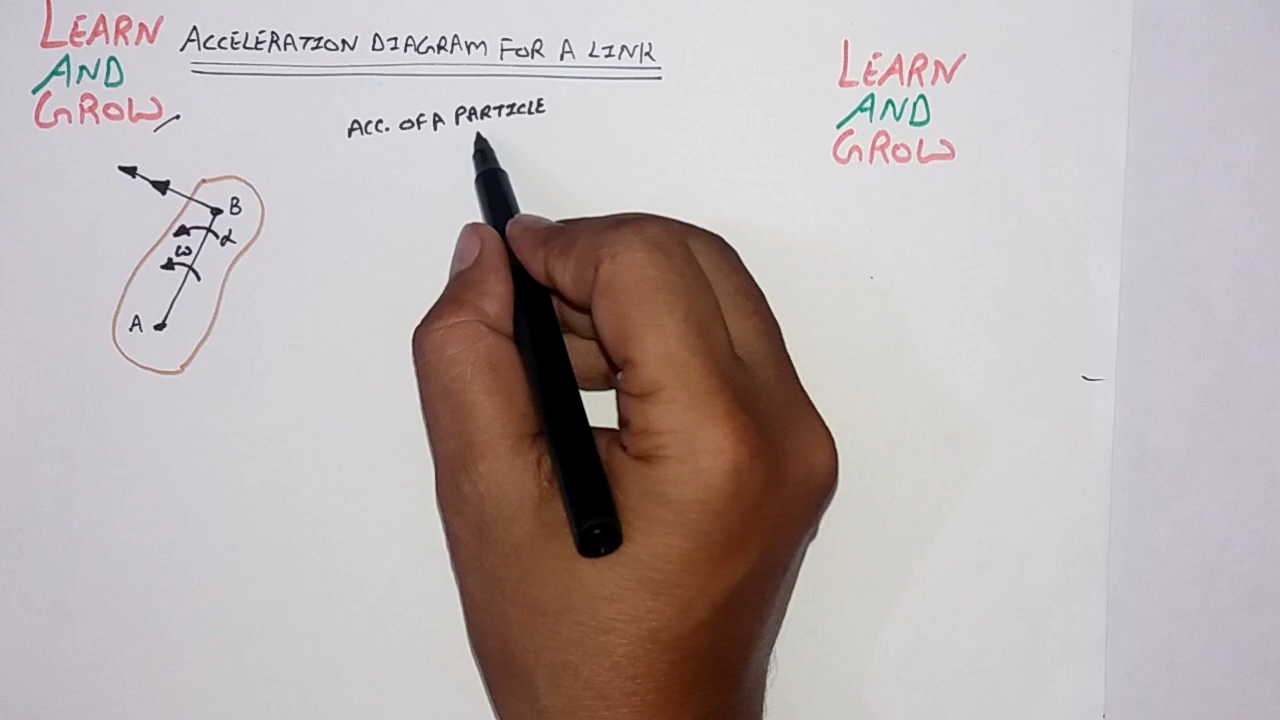 LEARN
AND
GROW
ACCELERATION DIAGRAM FOR A LINK
LEARN
AND
GROW
ACC. OF A PARTICLE
B
α
ω
A